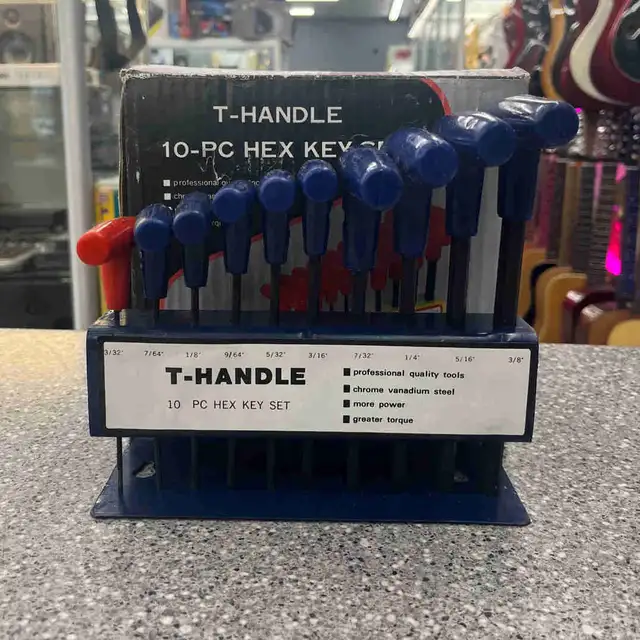 T-HANDLE
10-PC HEX KEY
professional
3/32" 7/64" 1/8" 9/64" 5/32" 3/16" 7/32" 1/4" 5/16" 3/8"
T-HANDLE
10 PC HEX KEY SET
professional quality tools
chrome vanadium steel
more power
greater torque